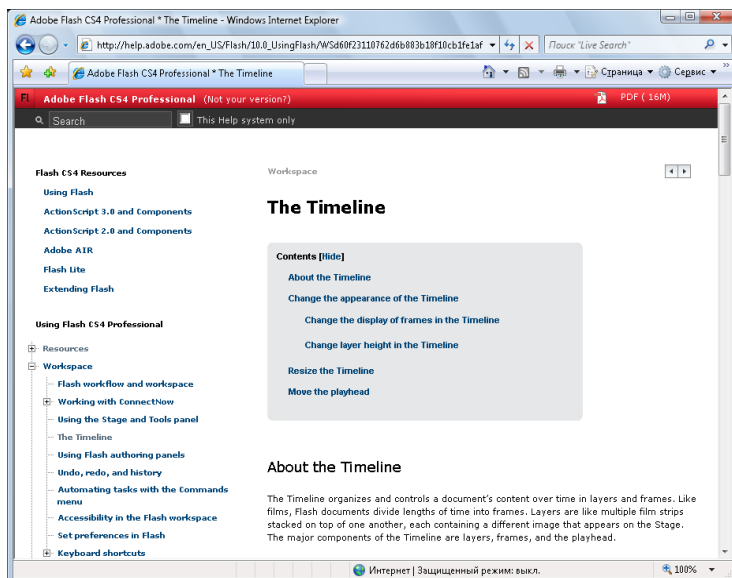 Adobe Flash CS4 Professional * The Timeline - Windows Internet Explorer
http://help.adobe.com/en_US/Flash/10.0_UsingFlash/WSd60f23110762d6b883b18f10cb1fe1af
Поиск "Live Search"
Adobe Flash CS4 Professional * The Timeline
Страница
Сервис
Fl Adobe Flash CS4 Professional (Not your version?)
PDF ( 16M)
Search
This Help system only
Flash CS4 Resources
Using Flash
ActionScript 3.0 and Components
ActionScript 2.0 and Components
Adobe AIR
Flash Lite
Extending Flash
Using Flash CS4 Professional
Resources
Workspace
Flash workflow and workspace
Working with ConnectNow
Using the Stage and Tools panel
The Timeline
Using Flash authoring panels
Undo, redo, and history
Automating tasks with the Commands
menu
Accessibility in the Flash workspace
Set preferences in Flash
Keyboard shortcuts
Workspace
The Timeline
Contents [Hide]
About the Timeline
Change the appearance of the Timeline
Change the display of frames in the Timeline
Change layer height in the Timeline
Resize the Timeline
Move the playhead
About the Timeline
The Timeline organizes and controls a document's content over time in layers and frames. Like
films, Flash documents divide lengths of time into frames. Layers are like multiple film strips
stacked on top of one another, each containing a different image that appears on the Stage.
The major components of the Timeline are layers, frames, and the playhead.
Интернет | Защищенный режим: выкл.
100%